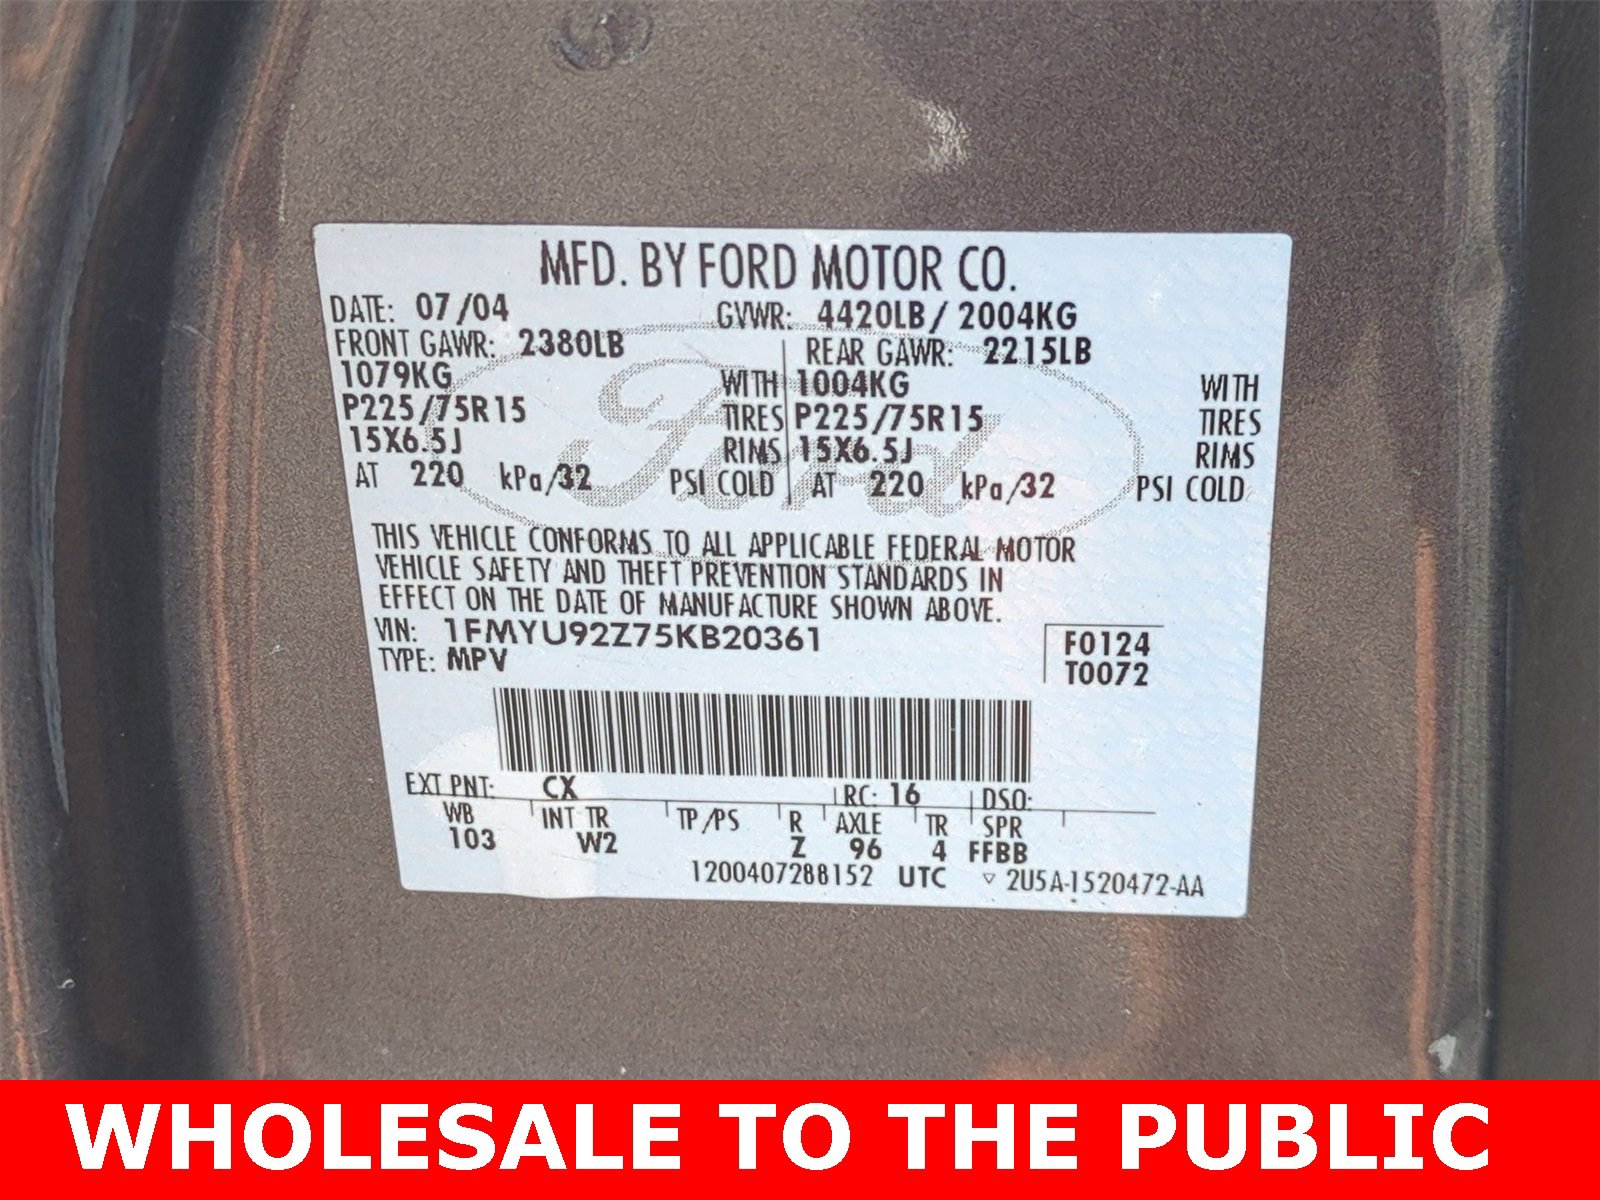 MFD. BY FORD MOTOR CO.
DATE: 07/04 GVWR: 4420LB/ 2004KG
FRONT GAWR: 2380LB REAR GAWR: 2215LB
1079KG WITH 1004KG WITH
P225/75R15 TIRES P225/75R15 TIRES
15X6.5J RIMS 15X6.5J RIMS
AT 220 kPa/32 PSI COLD AT 220 kPa/32 PSI COLD
Ford
THIS VEHICLE CONFORMS TO ALL APPLICABLE FEDERAL MOTOR
VEHICLE SAFETY AND THEFT PREVENTION STANDARDS IN
EFFECT ON THE DATE OF MANUFACTURE SHOWN ABOVE.
VIN: 1FMYU92Z75KB20361 F0124
TYPE: MPV T0072
EXT PNT: CX RC: 16 DSO:
WB INT TR TP/PS R AXLE TR SPR
103 W2 Z 96 4 FFBB
1200407288152 UTC ▽ 2U5A-1520472-AA
WHOLESALE TO THE PUBLIC